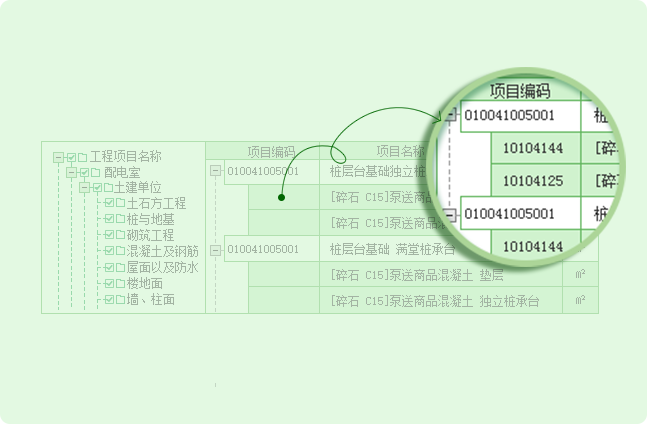 工程项目名称
配电室
土建单位
土石方工程
桩与地基
砌筑工程
混凝土及钢筋
屋面以及防水
楼地面
墙、柱面
项目编码 项目名称
010041005001 桩层台基础独立桩
[碎石 C15]泵送商品
[碎石 C15]泵送商品混
010041005001 桩层台基础 满堂桩承台
[碎石 C15]泵送商品混凝土 垫层 m²
[碎石 C15]泵送商品混凝土 独立桩承台 m²
项目编码
010041005001 桩
10104144 [碎
10104125 [碎
010041005001 桩
10104144